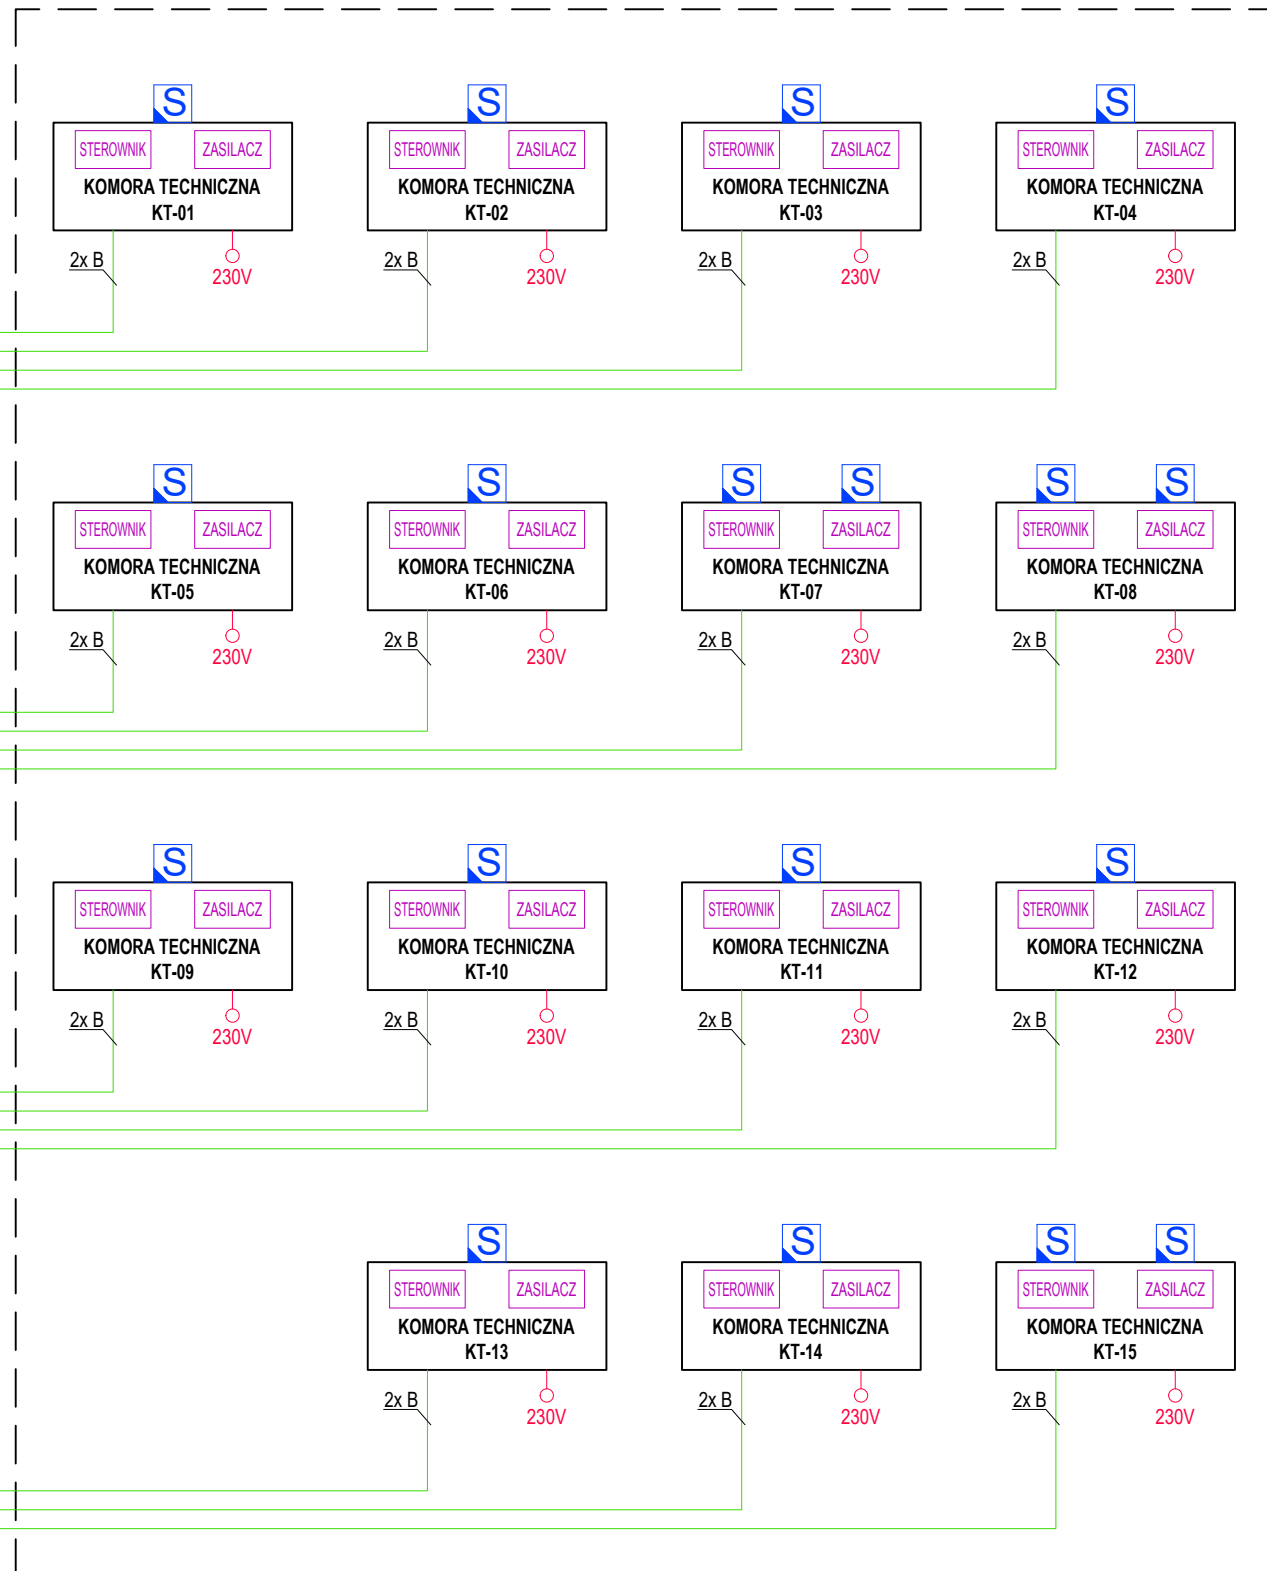 S S S S
STEROWNIK ZASILACZ STEROWNIK ZASILACZ STEROWNIK ZASILACZ STEROWNIK ZASILACZ
KOMORA TECHNICZNA KOMORA TECHNICZNA KOMORA TECHNICZNA KOMORA TECHNICZNA
KT-01 KT-02 KT-03 KT-04
2x B 230V 2x B 230V 2x B 230V 2x B 230V
S S S S S S
STEROWNIK ZASILACZ STEROWNIK ZASILACZ STEROWNIK ZASILACZ STEROWNIK ZASILACZ
KOMORA TECHNICZNA KOMORA TECHNICZNA KOMORA TECHNICZNA KOMORA TECHNICZNA
KT-05 KT-06 KT-07 KT-08
2x B 230V 2x B 230V 2x B 230V 2x B 230V
S S S S
STEROWNIK ZASILACZ STEROWNIK ZASILACZ STEROWNIK ZASILACZ STEROWNIK ZASILACZ
KOMORA TECHNICZNA KOMORA TECHNICZNA KOMORA TECHNICZNA KOMORA TECHNICZNA
KT-09 KT-10 KT-11 KT-12
2x B 230V 2x B 230V 2x B 230V 2x B 230V
S S S S
STEROWNIK ZASILACZ STEROWNIK ZASILACZ STEROWNIK ZASILACZ
KOMORA TECHNICZNA KOMORA TECHNICZNA KOMORA TECHNICZNA
KT-13 KT-14 KT-15
2x B 230V 2x B 230V 2x B 230V